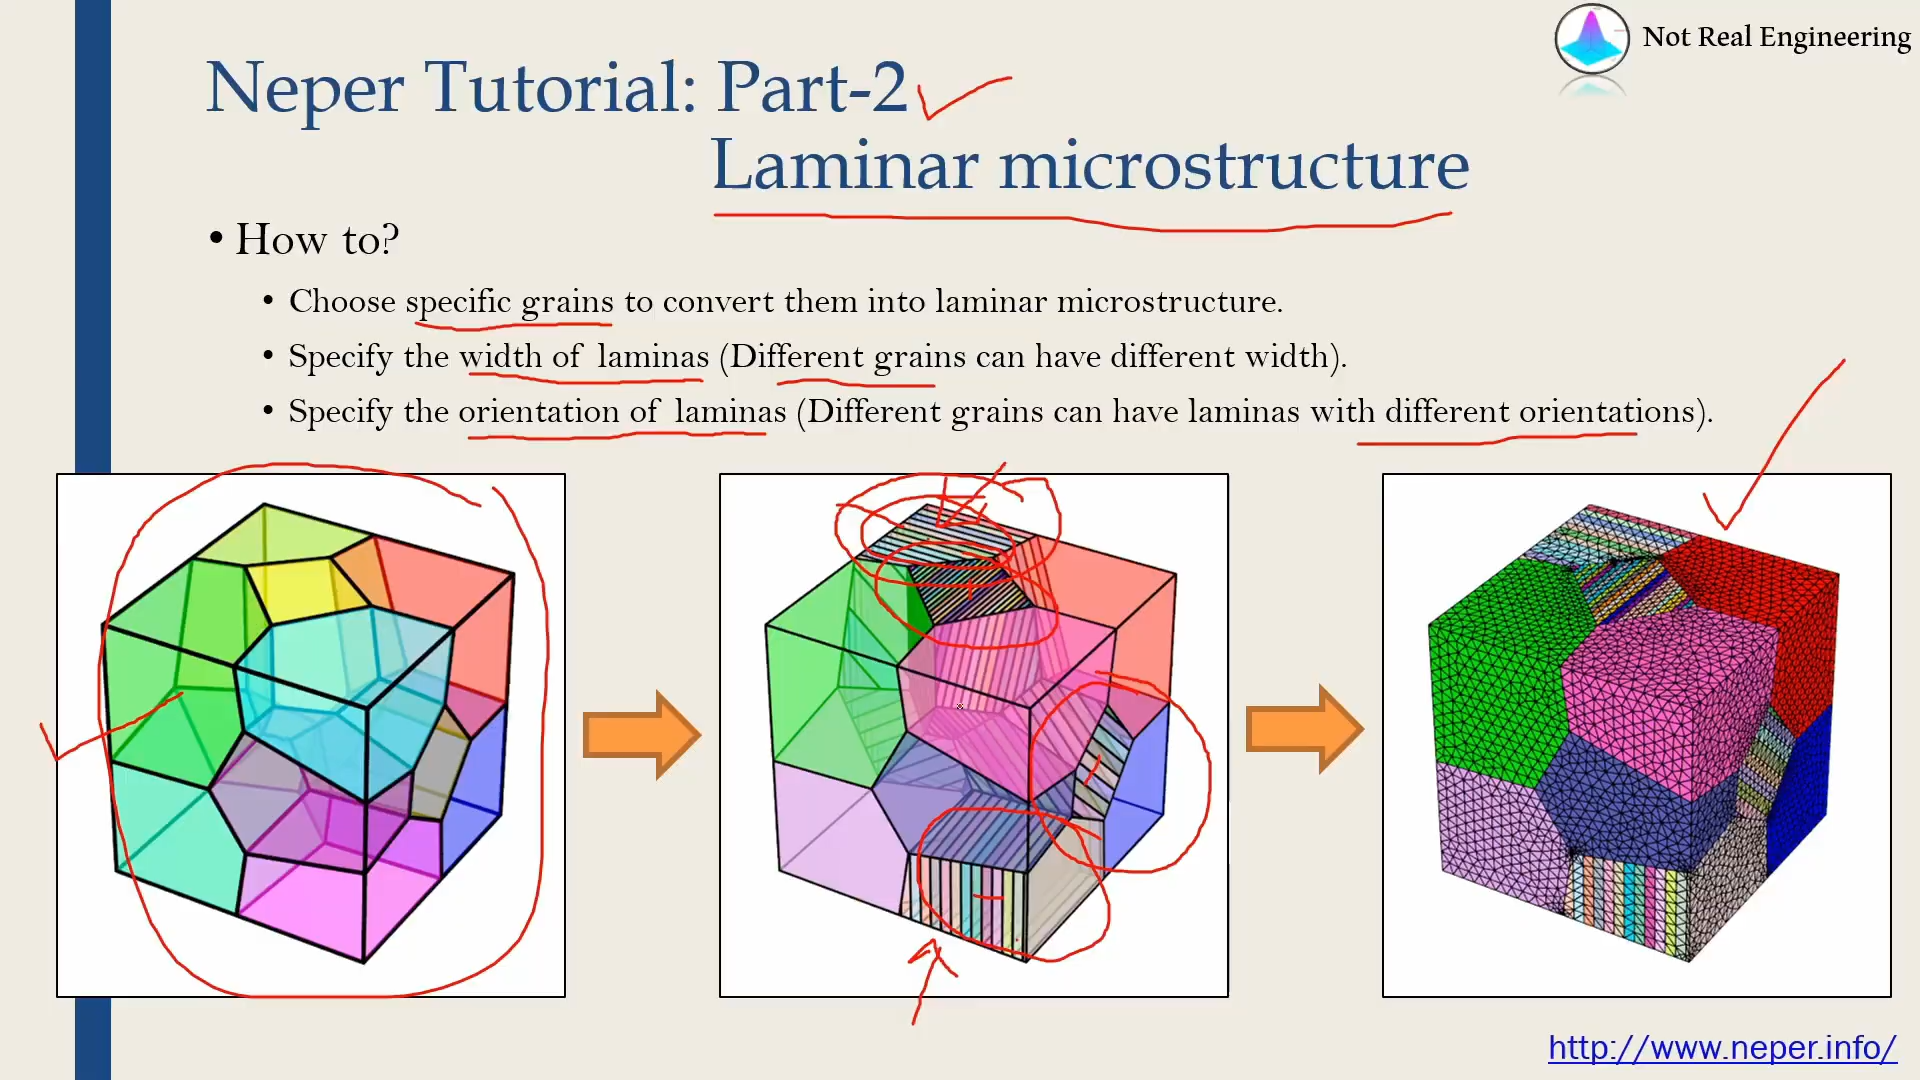 Not Real Engineering
Neper Tutorial: Part-2
Laminar microstructure
• How to?
• Choose specific grains to convert them into laminar microstructure.
• Specify the width of laminas (Different grains can have different width).
• Specify the orientation of laminas (Different grains can have laminas with different orientations).
http://www.neper.info/